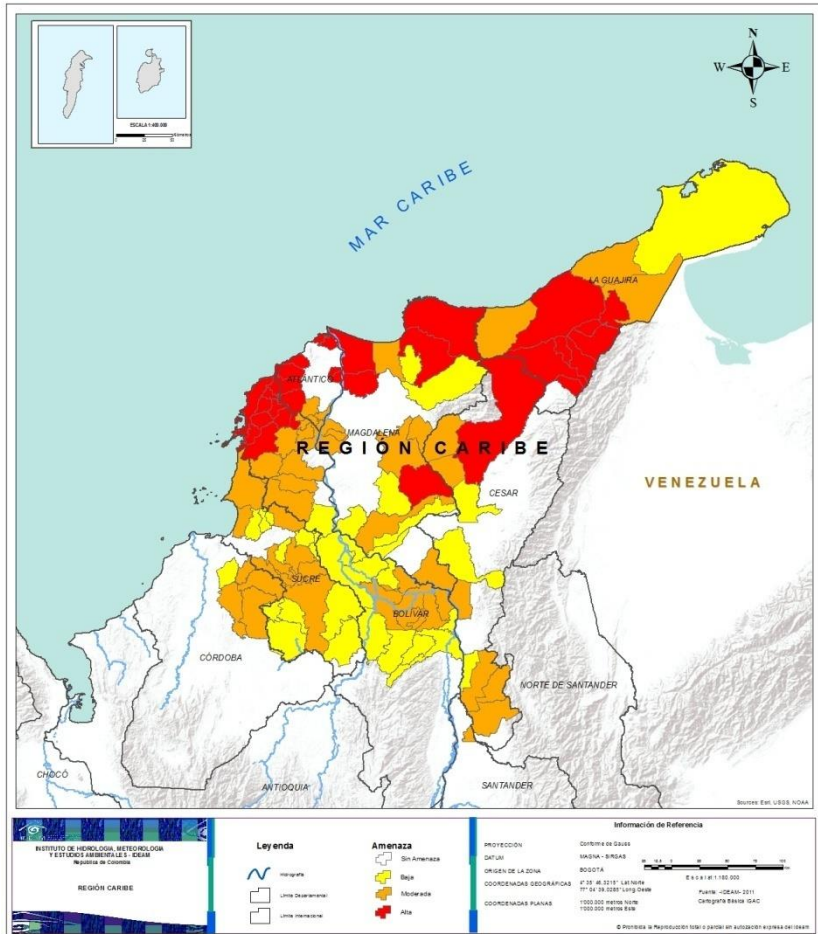 ESCALA 1:400.000
N
W
E
S
MAR CARIBE
LA GUAJIRA
ATLÁNTICO
MAGDALENA
REGIÓN CARIBE
CESAR
VENEZUELA
SUCRE
BOLÍVAR
CÓRDOBA
NORTE DE SANTANDER
CHOCÓ
ANTIOQUIA
SANTANDER
Sources: Esri, USGS, NOAA
INSTITUTO DE HIDROLOGIA, METEOROLOGIA
Y ESTUDIOS AMBIENTALES - IDEAM
República de Colombia
REGIÓN CARIBE
Leyenda
Hidrografía
Límite Departamental
Límite Internacional
Amenaza
Sin Amenaza
Baja
Moderada
Alta
Información de Referencia
PROYECCIÓN
Conforme de Gauss
DATUM
MAGNA - SIRGAS
ORIGEN DE LA ZONA
BOGOTÁ
COORDENADAS GEOGRÁFICAS
COORDENADAS PLANAS
1'000.000 metros Norte
1'000.000 metros Este
Fuente: -IDEAM- 2011
Cartografía Básica IGAC
© Prohibida la Reproducción total o parcial sin autorización expresa del Ideam